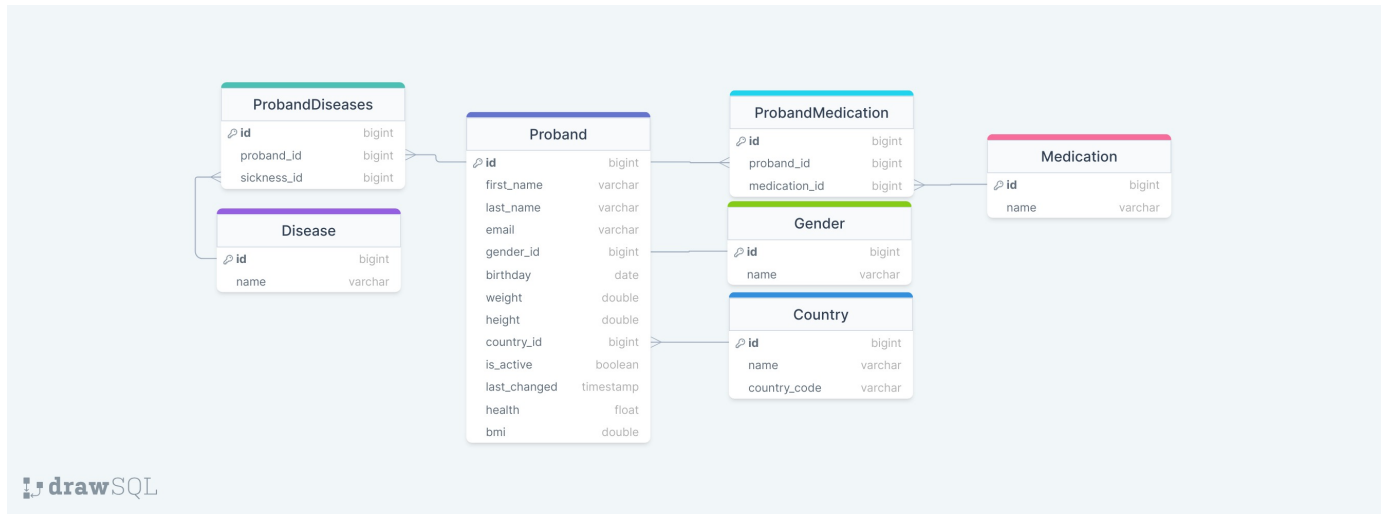 ProbandDiseases
id bigint
proband_id bigint
sickness_id bigint
Disease
id bigint
name varchar
Proband
id bigint
first_name varchar
last_name varchar
email varchar
gender_id bigint
birthday date
weight double
height double
country_id bigint
is_active boolean
last_changed timestamp
health float
bmi double
ProbandMedication
id bigint
proband_id bigint
medication_id bigint
Gender
id bigint
name varchar
Country
id bigint
name varchar
country_code varchar
Medication
id bigint
name varchar
drawSQL